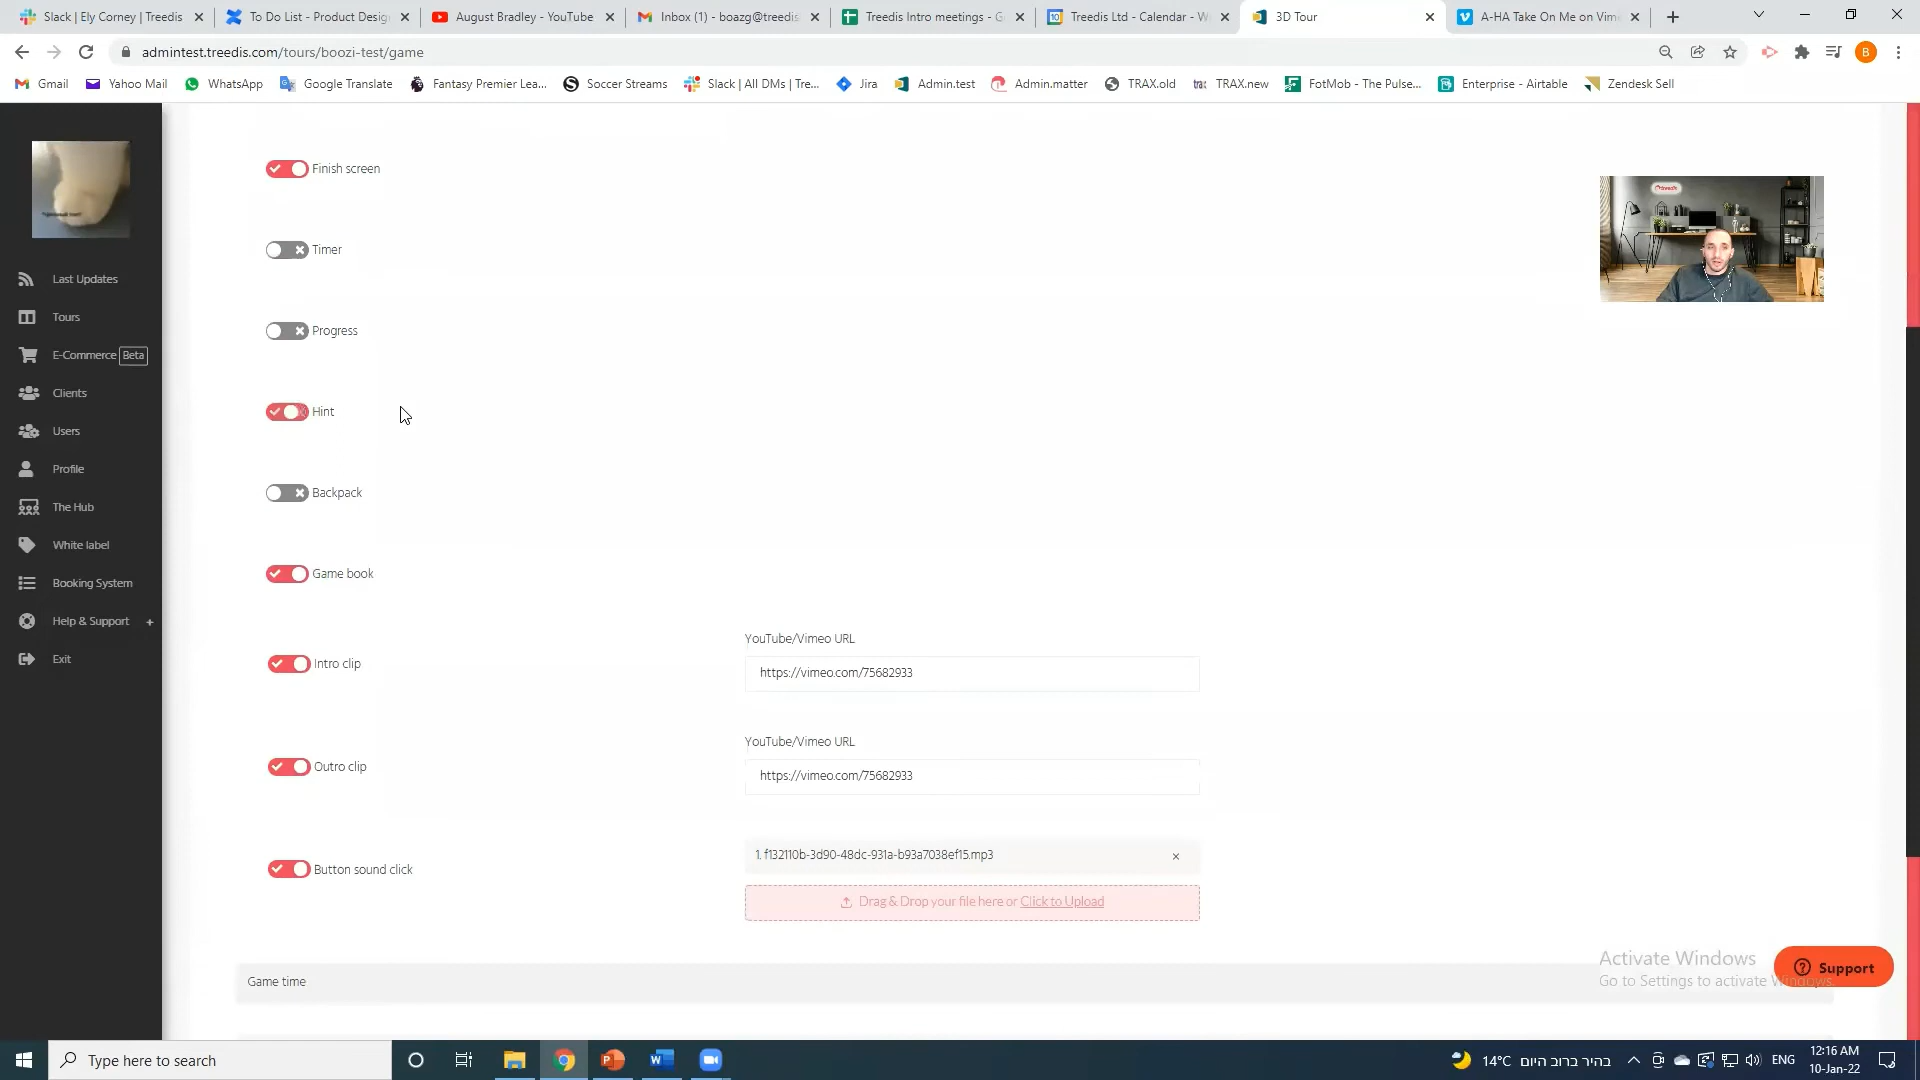 Slack | Ely Corney | Treedis
To Do List - Product Desig
August Bradley - YouTube
Inbox (1) - boazg@treedis
Treedis Intro meetings - G
Treedis Ltd - Calendar - W
3D Tour
A-HA Take On Me on Vim
admintest.treedis.com/tours/boozi-test/game
B
Gmail
Yahoo Mail
WhatsApp
Google Translate
Fantasy Premier Lea...
Soccer Streams
Slack | All DMs | Tre...
Jira
Admin.test
Admin.matter
TRAX.old
TRAX.new
FotMob - The Pulse...
Enterprise - Airtable
Zendesk Sell
Last Updates
Tours
E-Commerce Beta
Clients
Users
Profile
The Hub
White label
Booking System
Help & Support +
Exit
Finish screen
Timer
Progress
Hint
Backpack
Game book
Intro clip
YouTube/Vimeo URL
https://vimeo.com/75682933
Outro clip
YouTube/Vimeo URL
https://vimeo.com/75682933
Button sound click
1. f132110b-3d90-48dc-931a-b93a7038ef15.mp3
Drag & Drop your file here or Click to Upload
Game time
Activate Windows
Go to Settings to activate Windows.
Support
Type here to search
14°C בהיר ברוב היום
ENG
12:16 AM
10-Jan-22